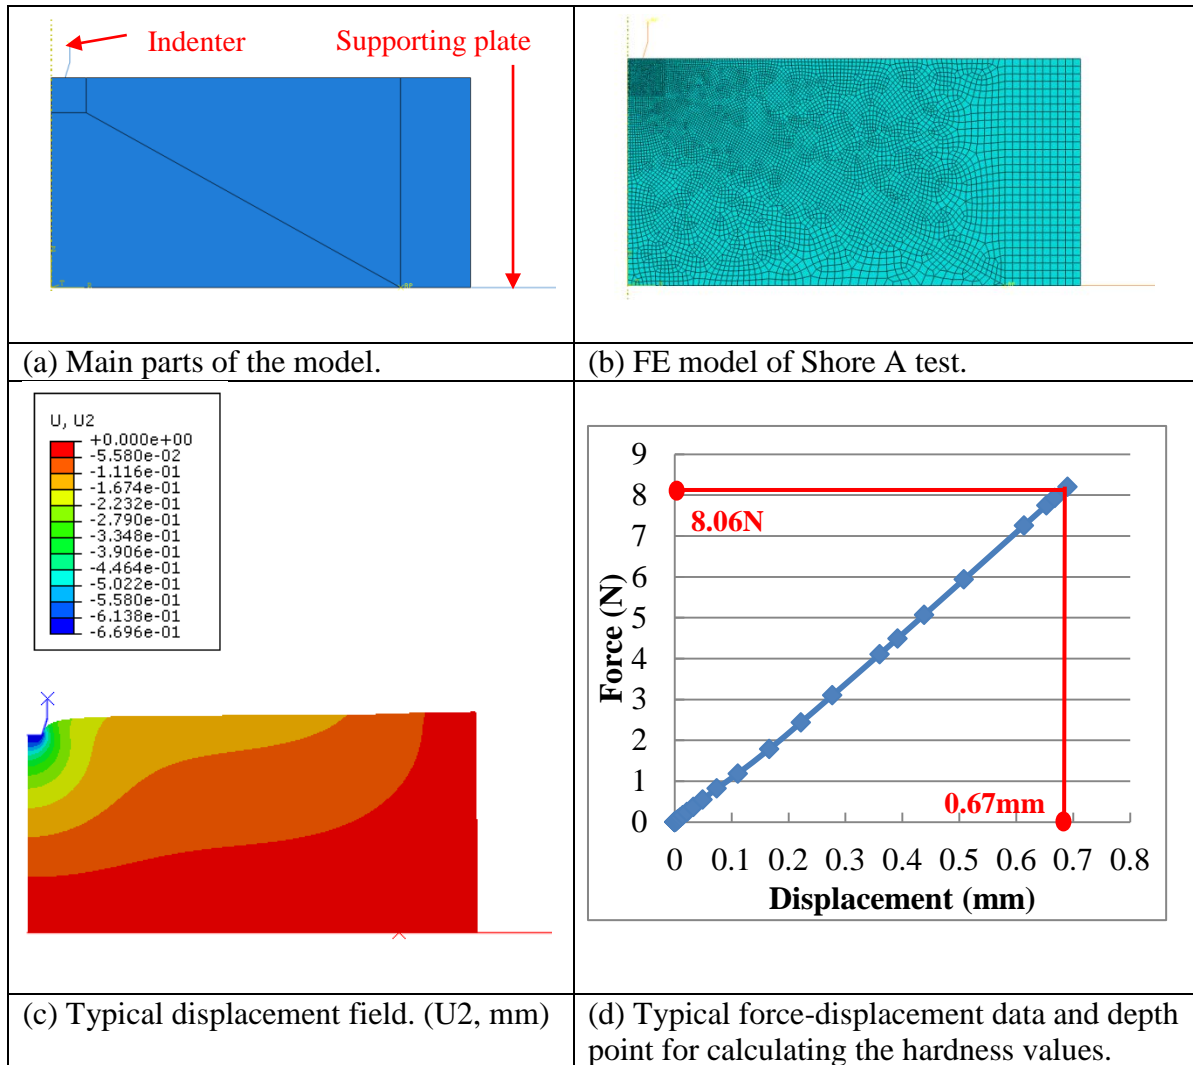 Indenter
Supporting plate
(a) Main parts of the model.
(b) FE model of Shore A test.
U, U2
+0.000e+00
-5.580e-02
-1.116e-01
-1.674e-01
-2.232e-01
-2.790e-01
-3.348e-01
-3.906e-01
-4.464e-01
-5.022e-01
-5.580e-01
-6.138e-01
-6.696e-01
(c) Typical displacement field. (U2, mm)
9
8
7
6
5
4
3
2
1
0
Force (N)
8.06N
0.67mm
0 0.1 0.2 0.3 0.4 0.5 0.6 0.7 0.8
Displacement (mm)
(d) Typical force-displacement data and depth
point for calculating the hardness values.